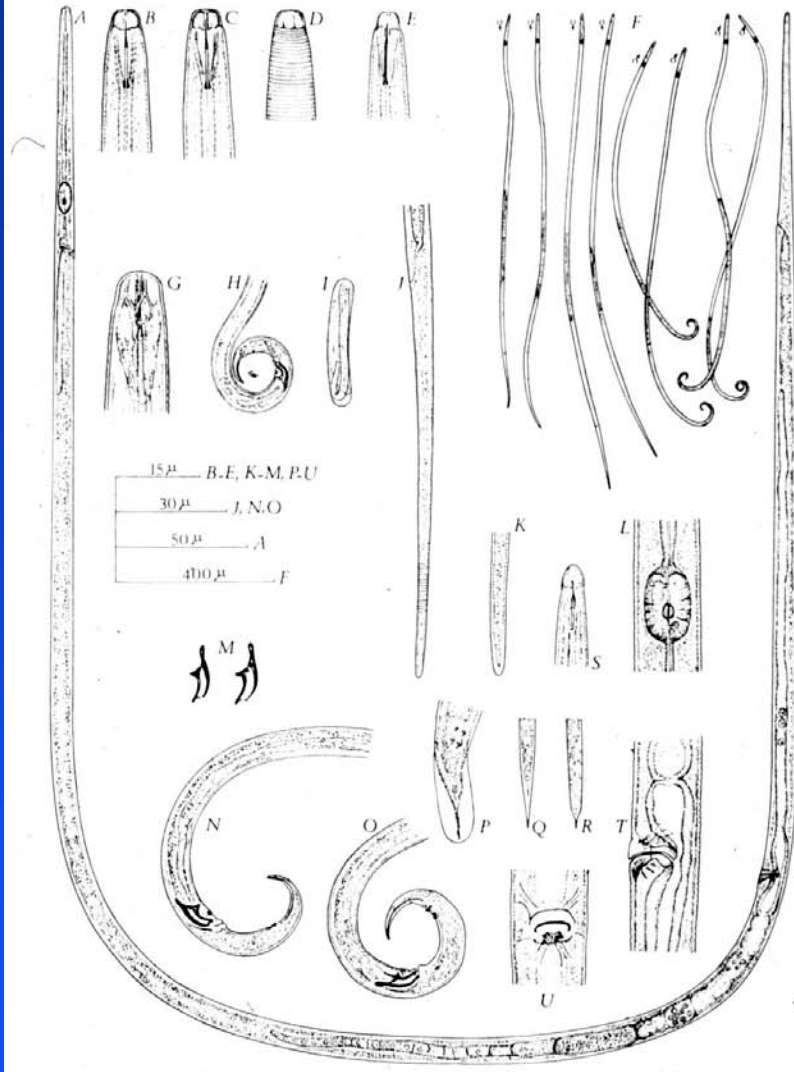 A B C D E ♀ ♀ ♀ ♀ F ♂ ♂ ♂ ♂
G H I J
15 μ B-E, K-M, P-U
30 μ J, N-O
50 μ A
400 μ F
K L
S
M
N O P Q R T
U